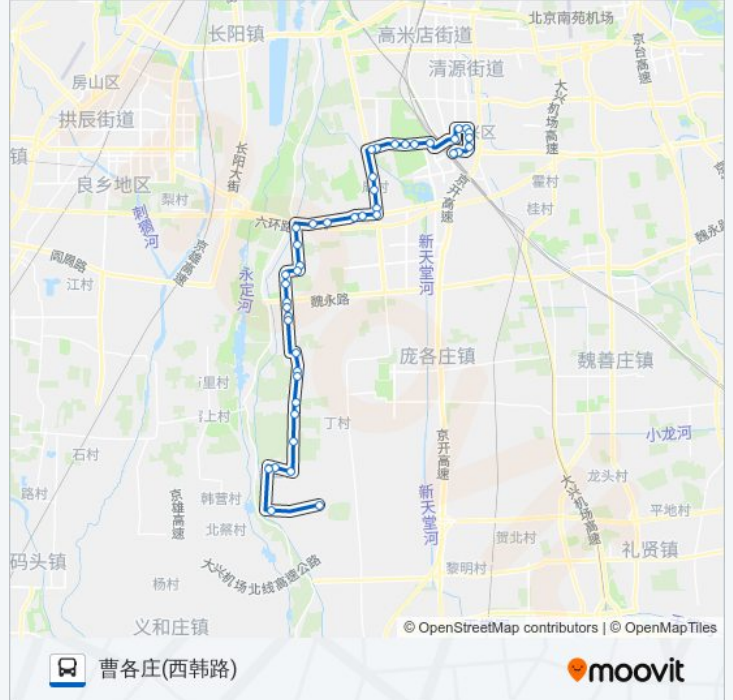 北京南苑机场
长阳镇
高米店街道
京台高速
清源街道
房山区
大兴机场高速
拱辰街道
兴区
镇
长阳大街
良乡地区
京开高速
霍村
梨村
桂村
刺猬河
六环路
魏永路
新天堂河
京雄高速
周周路
永定河
江村
魏永路
庞各庄镇
魏善庄镇
里村
上村
丁村
小龙河
京开高速
石村
龙头村
大兴机场高速
路村
京雄高速
韩营村
新天堂河
平地村
北蔡村
贺北村
礼贤镇
码头镇
大兴机场北线高速公路
黎明村
杨村
义和庄镇
© OpenStreetMap contributors | © OpenMapTiles
曹各庄(西韩路)
moovit